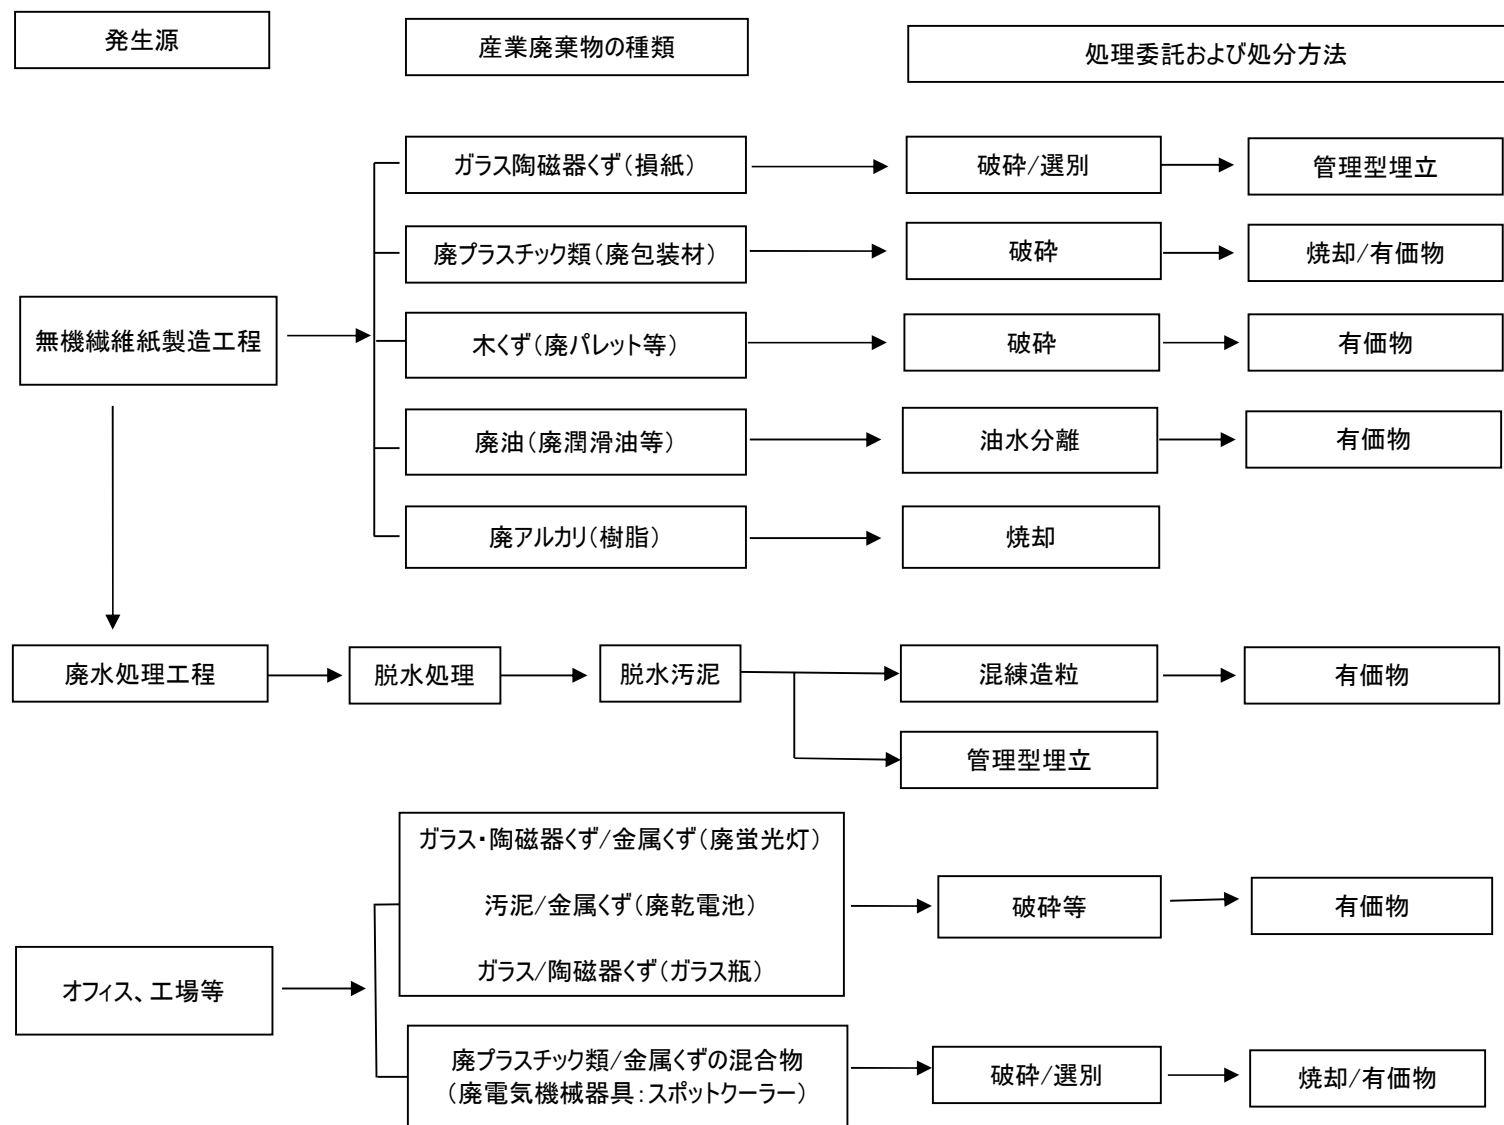 発生源
産業廃棄物の種類
処理委託および処分方法
ガラス陶磁器くず(損紙)
破砕/選別
管理型埋立
廃プラスチック類(廃包装材)
破砕
焼却/有価物
無機繊維紙製造工程
木くず(廃パレット等)
破砕
有価物
廃油(廃潤滑油等)
油水分離
有価物
廃アルカリ(樹脂)
焼却
廃水処理工程
脱水処理
脱水汚泥
混練造粒
有価物
管理型埋立
オフィス、工場等
ガラス・陶磁器くず/金属くず(廃蛍光灯)
汚泥/金属くず(廃乾電池)
ガラス/陶磁器くず(ガラス瓶)
破砕等
有価物
廃プラスチック類/金属くずの混合物
(廃電気機械器具:スポットクーラー)
破砕/選別
焼却/有価物